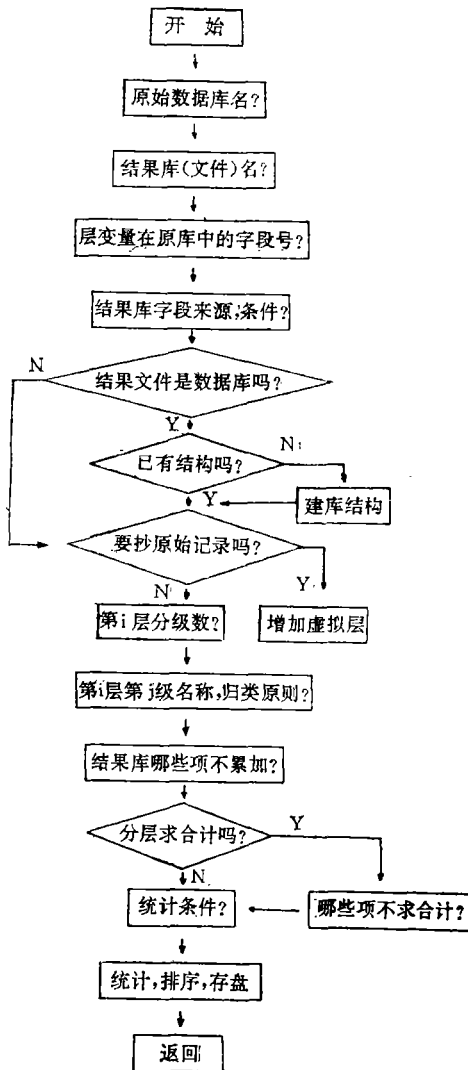 开 始
原始数据库名?
结果库(文件)名?
层变量在原库中的字段号?
结果库字段来源,条件?
N
结果文件是数据库吗?
Y
N
已有结构吗?
Y
建库结构
要抄原始记录吗?
N
Y
第i层分级数?
增加虚拟层
第i层第j级名称,归类原则?
结果库哪些项不累加?
分层求合计吗?
Y
N
统计条件?
哪些项不求合计?
统计,排序,存盘
返回